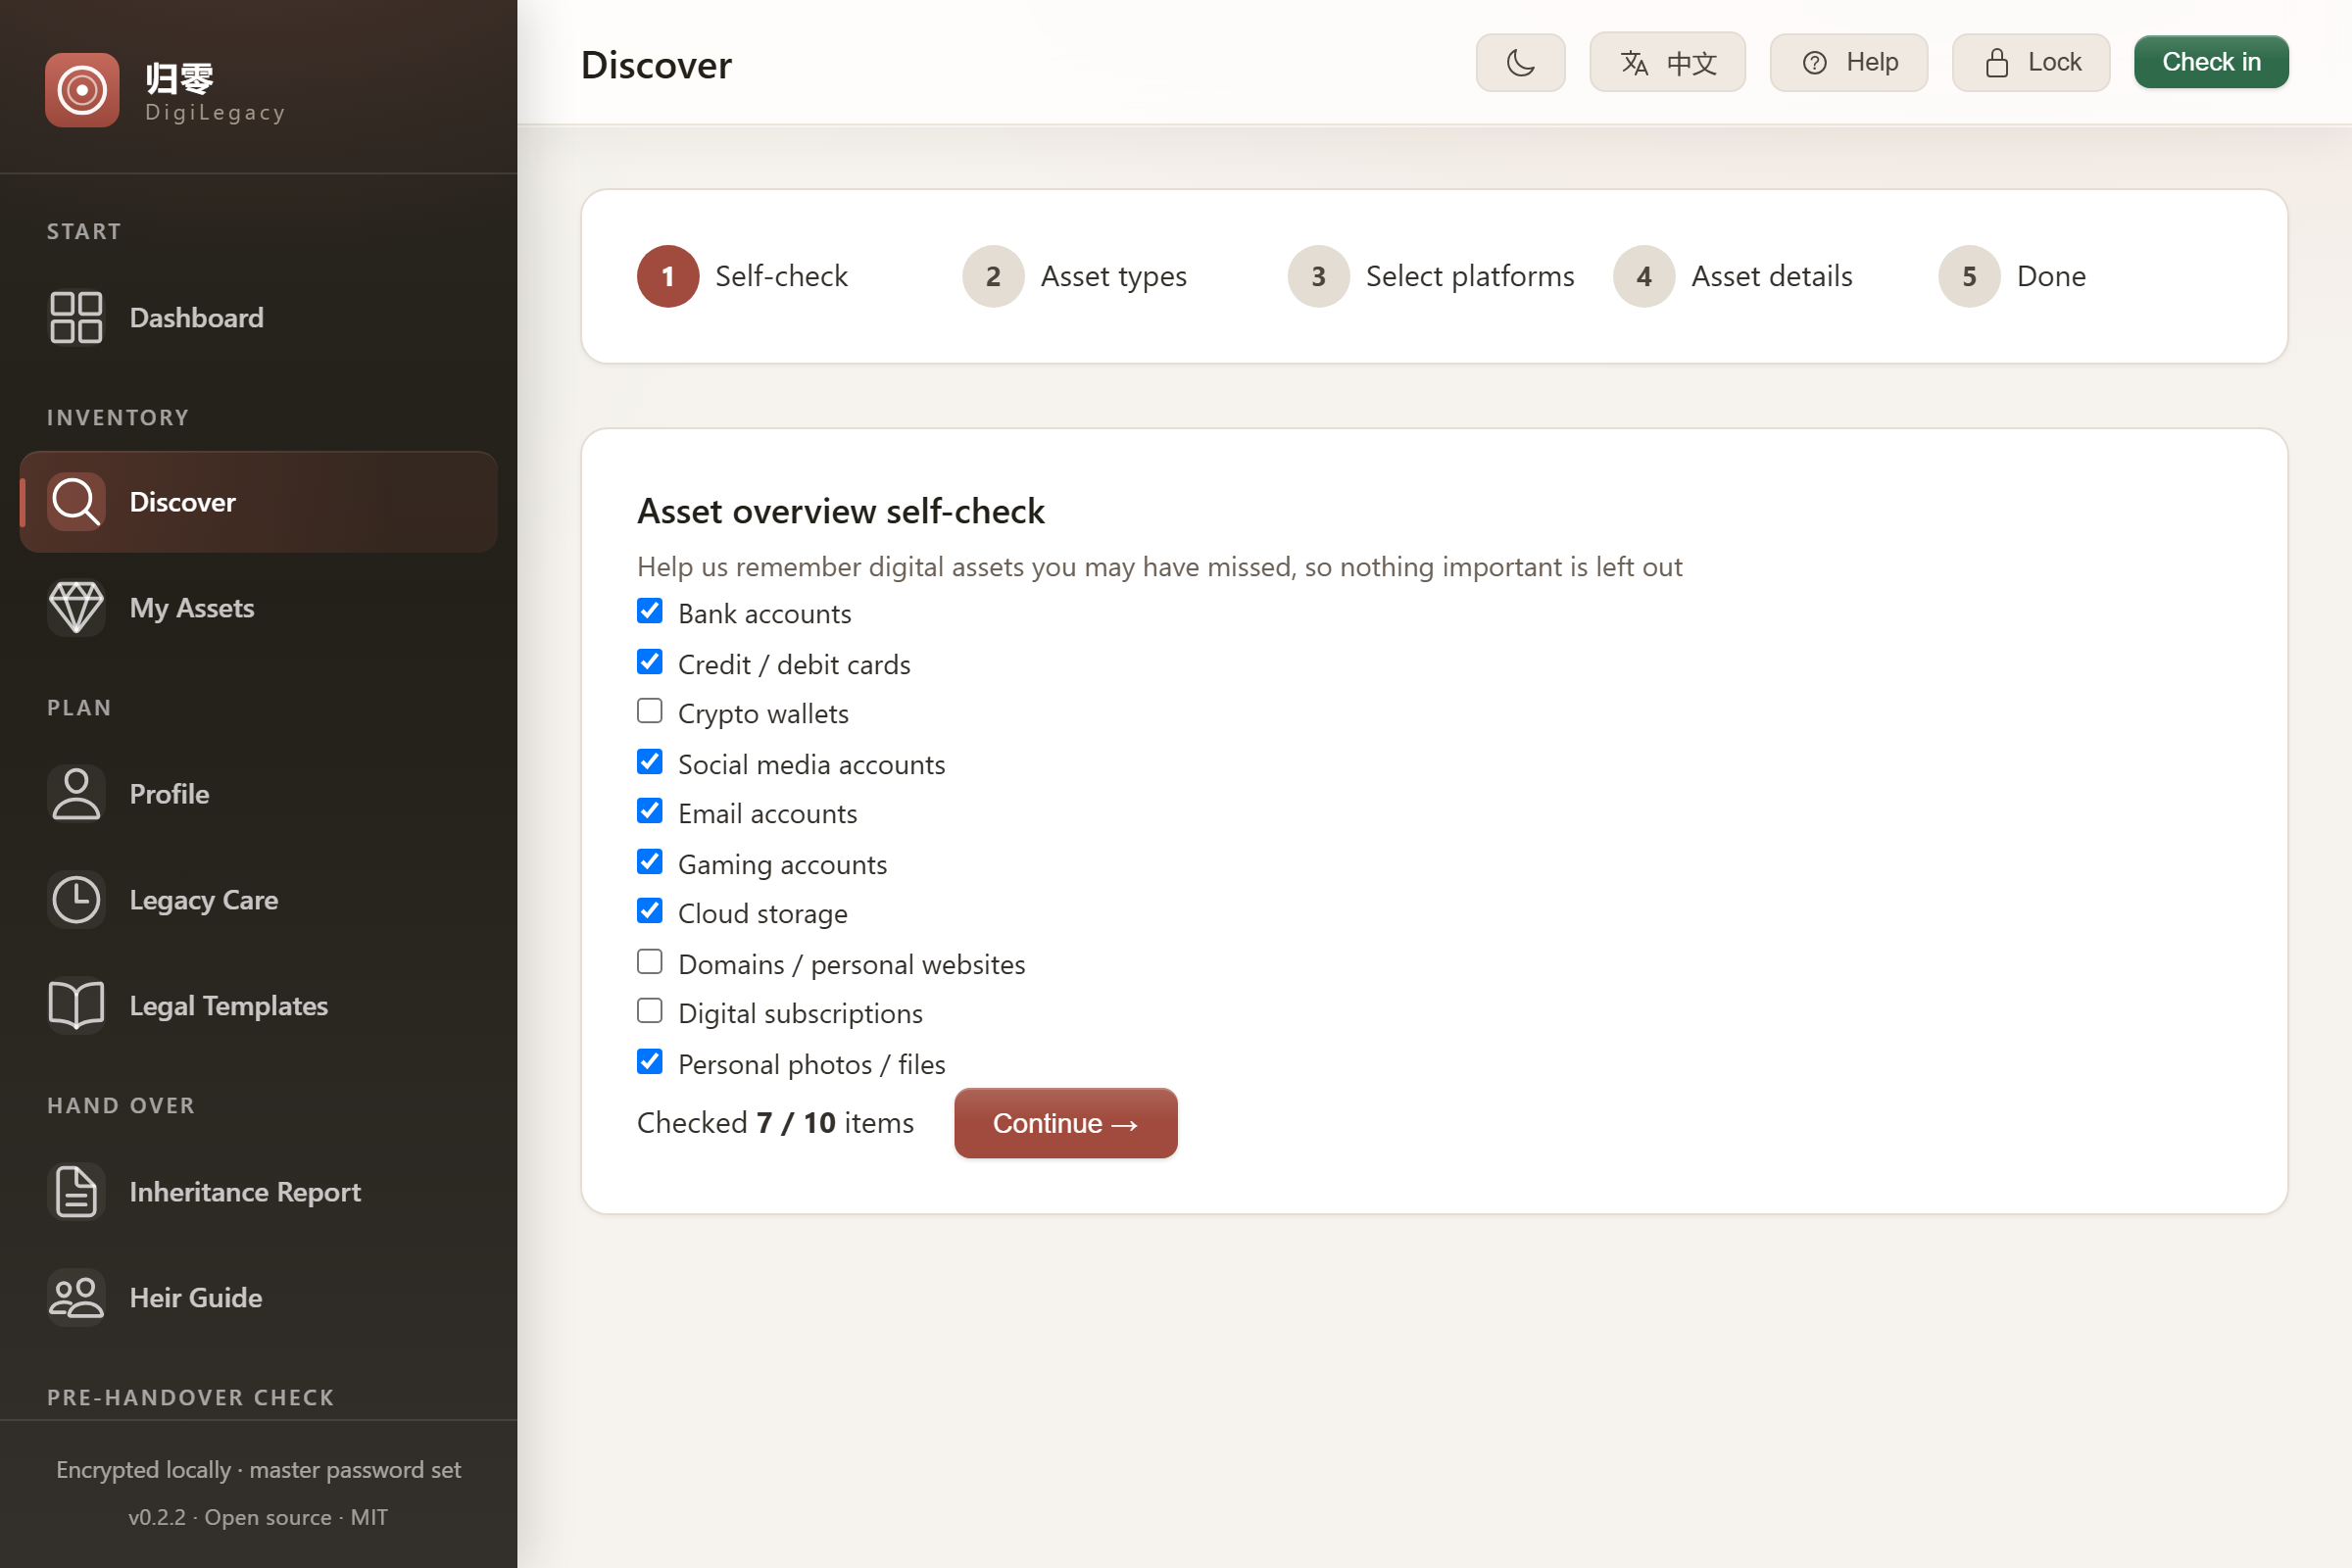 归零
DigiLegacy
START
Dashboard
INVENTORY
Discover
My Assets
PLAN
Profile
Legacy Care
Legal Templates
HAND OVER
Inheritance Report
Heir Guide
PRE-HANDOVER CHECK
Encrypted locally · master password set
v0.2.2 · Open source · MIT
Discover
中文
Help
Lock
Check in
1 Self-check
2 Asset types
3 Select platforms
4 Asset details
5 Done
Asset overview self-check
Help us remember digital assets you may have missed, so nothing important is left out
Bank accounts
Credit / debit cards
Crypto wallets
Social media accounts
Email accounts
Gaming accounts
Cloud storage
Domains / personal websites
Digital subscriptions
Personal photos / files
Checked 7 / 10 items
Continue →